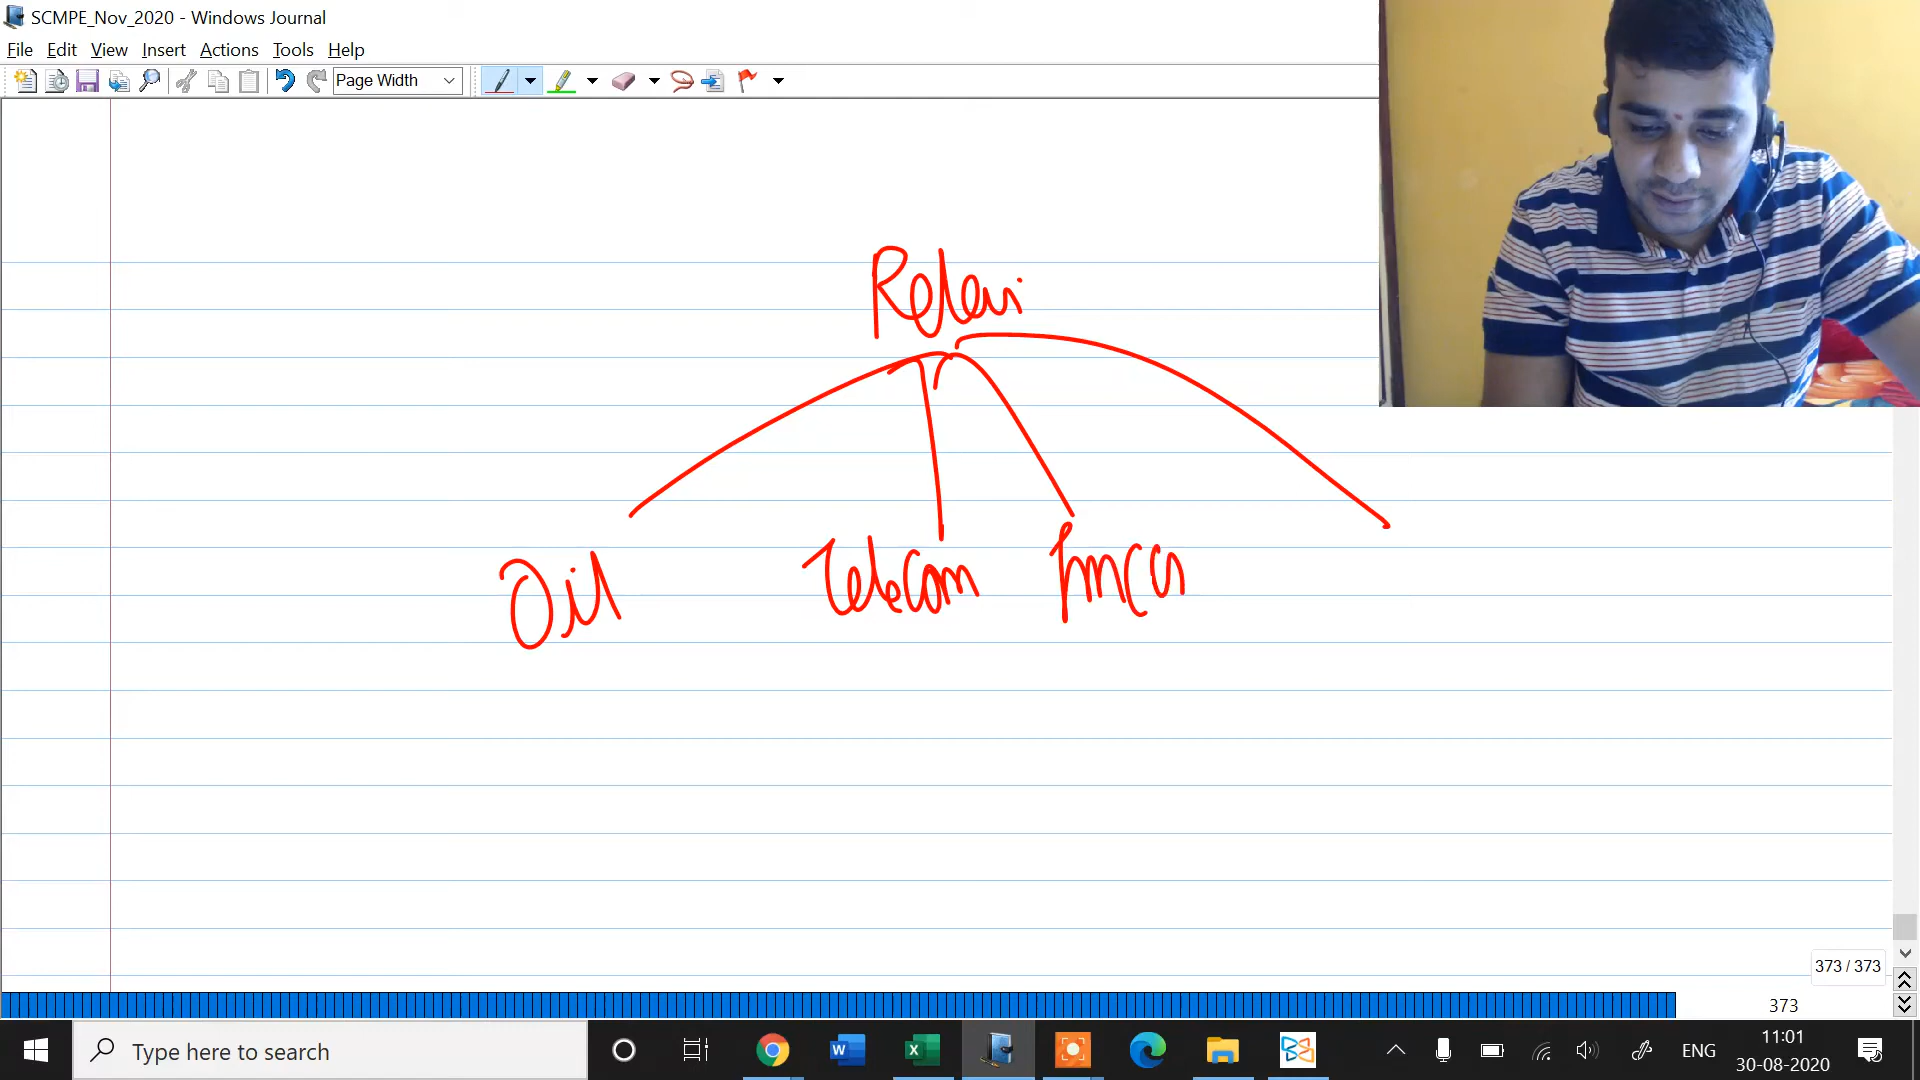 SCMPE_Nov_2020 - Windows Journal
File Edit View Insert Actions Tools Help
Page Width
Oil
Telecom
373 / 373
373
Type here to search
ENG
11:01
30-08-2020